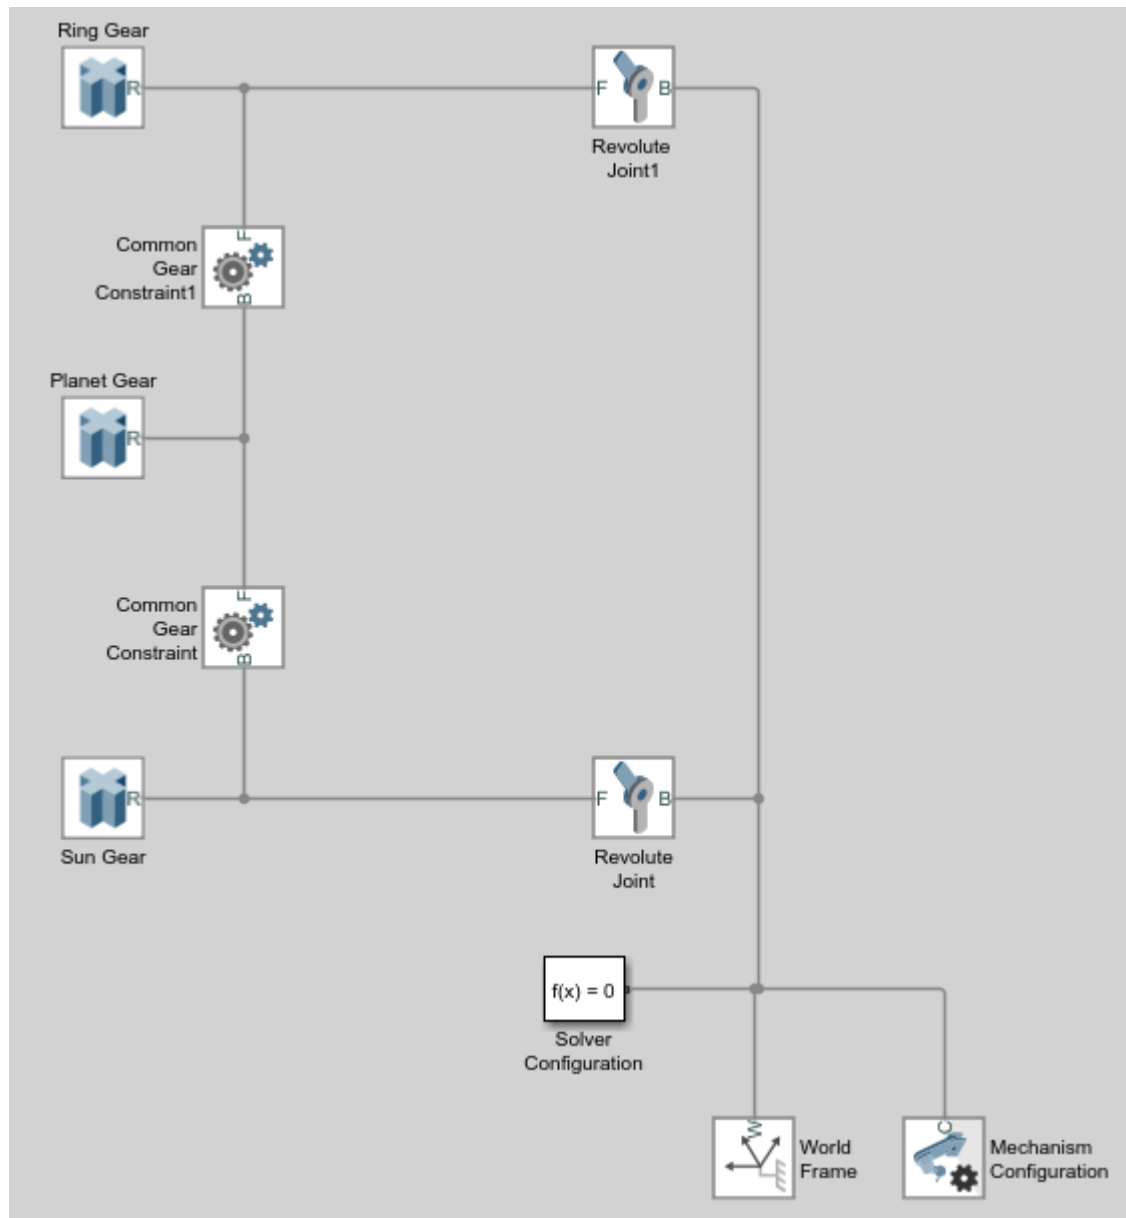 Ring Gear
R
F
B
Revolute
Joint1
F
Common
Gear
Constraint1
B
Planet Gear
R
F
Common
Gear
Constraint
B
R
F
B
Sun Gear
Revolute
Joint
f(x) = 0
Solver
Configuration
W
World
Frame
C
Mechanism
Configuration